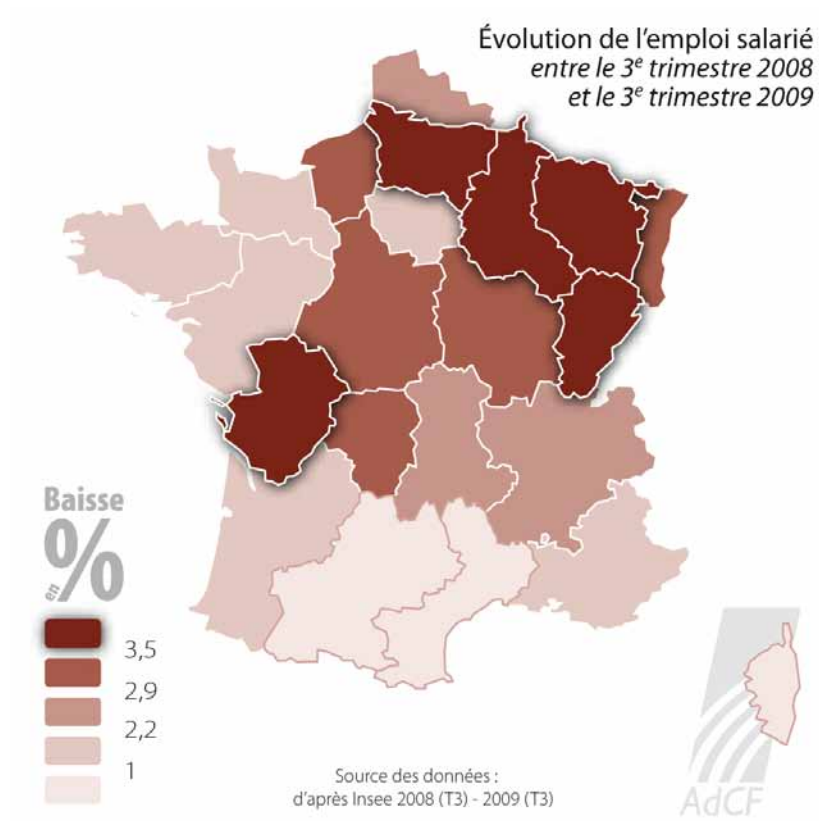 Évolution de l'emploi salarié
entre le 3e trimestre 2008
et le 3e trimestre 2009
Baisse
en %
3,5
2,9
2,2
1
Source des données :
d'après Insee 2008 (T3) - 2009 (T3)
AdCF